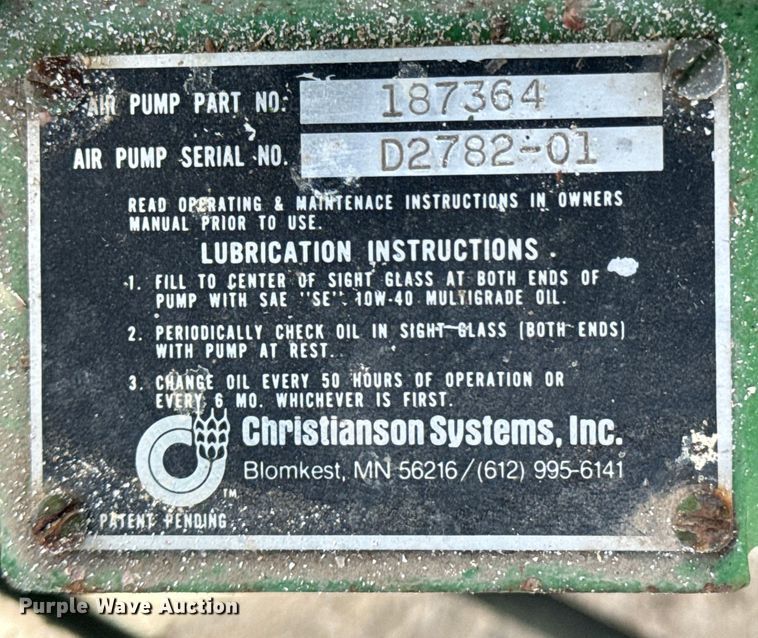 AIR PUMP PART NO. 187364
AIR PUMP SERIAL NO. D2782-01
READ OPERATING & MAINTENACE INSTRUCTIONS IN OWNERS
MANUAL PRIOR TO USE.
LUBRICATION INSTRUCTIONS
1. FILL TO CENTER OF SIGHT GLASS AT BOTH ENDS OF
PUMP WITH SAE "SE" 10W-40 MULTIGRADE OIL.
2. PERIODICALLY CHECK OIL IN SIGHT GLASS (BOTH ENDS)
WITH PUMP AT REST.
3. CHANGE OIL EVERY 50 HOURS OF OPERATION OR
EVERY 6 MO. WHICHEVER IS FIRST.
Christianson Systems, Inc.
Blomkest, MN 56216/(612) 995-6141
TM
PATENT PENDING
Purple Wave Auction